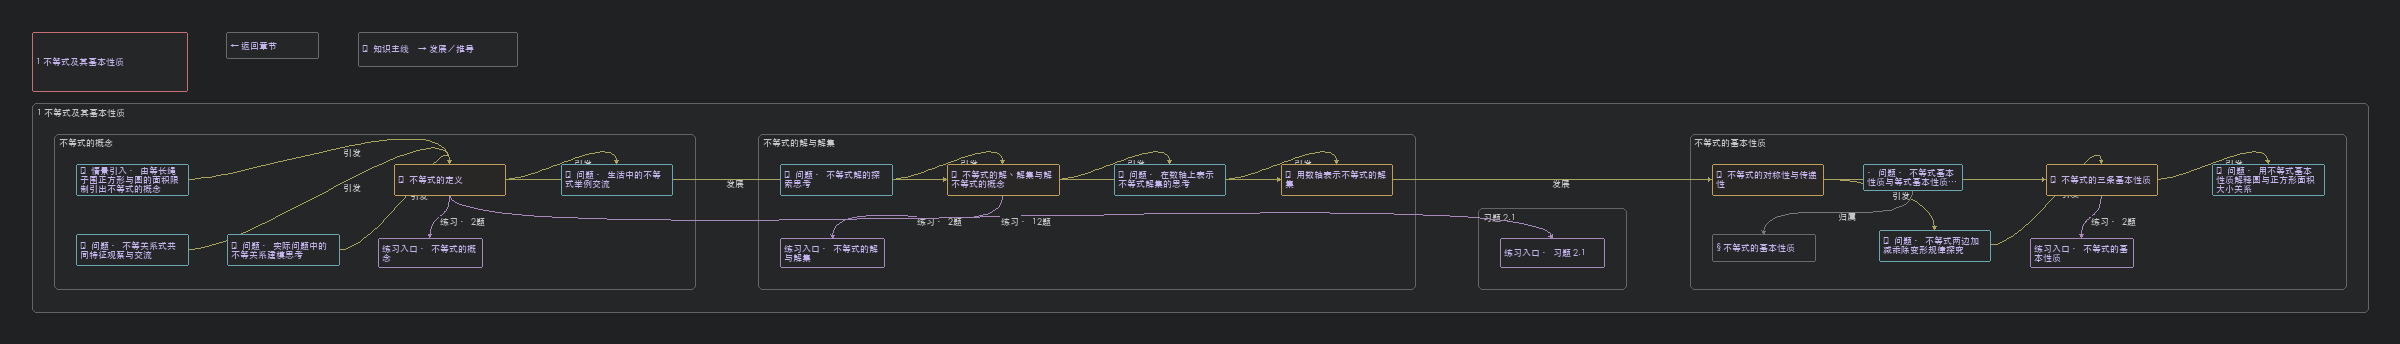 1 不等式及其基本性质
← 返回章节
知识主线 → 发展／推导
1 不等式及其基本性质
不等式的概念
情景引入 · 由等长绳
子围正方形与圆的面积限
制引出不等式的概念
引发
引发
不等式的定义
引发
引发
问题 · 生活中的不等
式举例交流
练习 · 2题
问题 · 不等关系式共
同特征观察与交流
问题 · 实际问题中的
不等关系建模思考
练习入口 · 不等式的概
念
发展
不等式的解与解集
问题 · 不等式解的探
索思考
引发
不等式的解、解集与解
不等式的概念
引发
问题 · 在数轴上表示
不等式解集的思考
引发
用数轴表示不等式的解
集
练习 · 2题
练习 · 12题
练习入口 · 不等式的解
与解集
发展
习题 2.1
练习入口 · 习题 2.1
不等式的基本性质
不等式的对称性与传递
性
· 问题 · 不等式基本
性质与等式基本性质…
引发
归属
§ 不等式的基本性质
问题 · 不等式两边加
减乘除变形规律探究
不等式的三条基本性质
引发
引发
问题 · 用不等式基本
性质解释圆与正方形面积
大小关系
练习 · 2题
练习入口 · 不等式的基
本性质